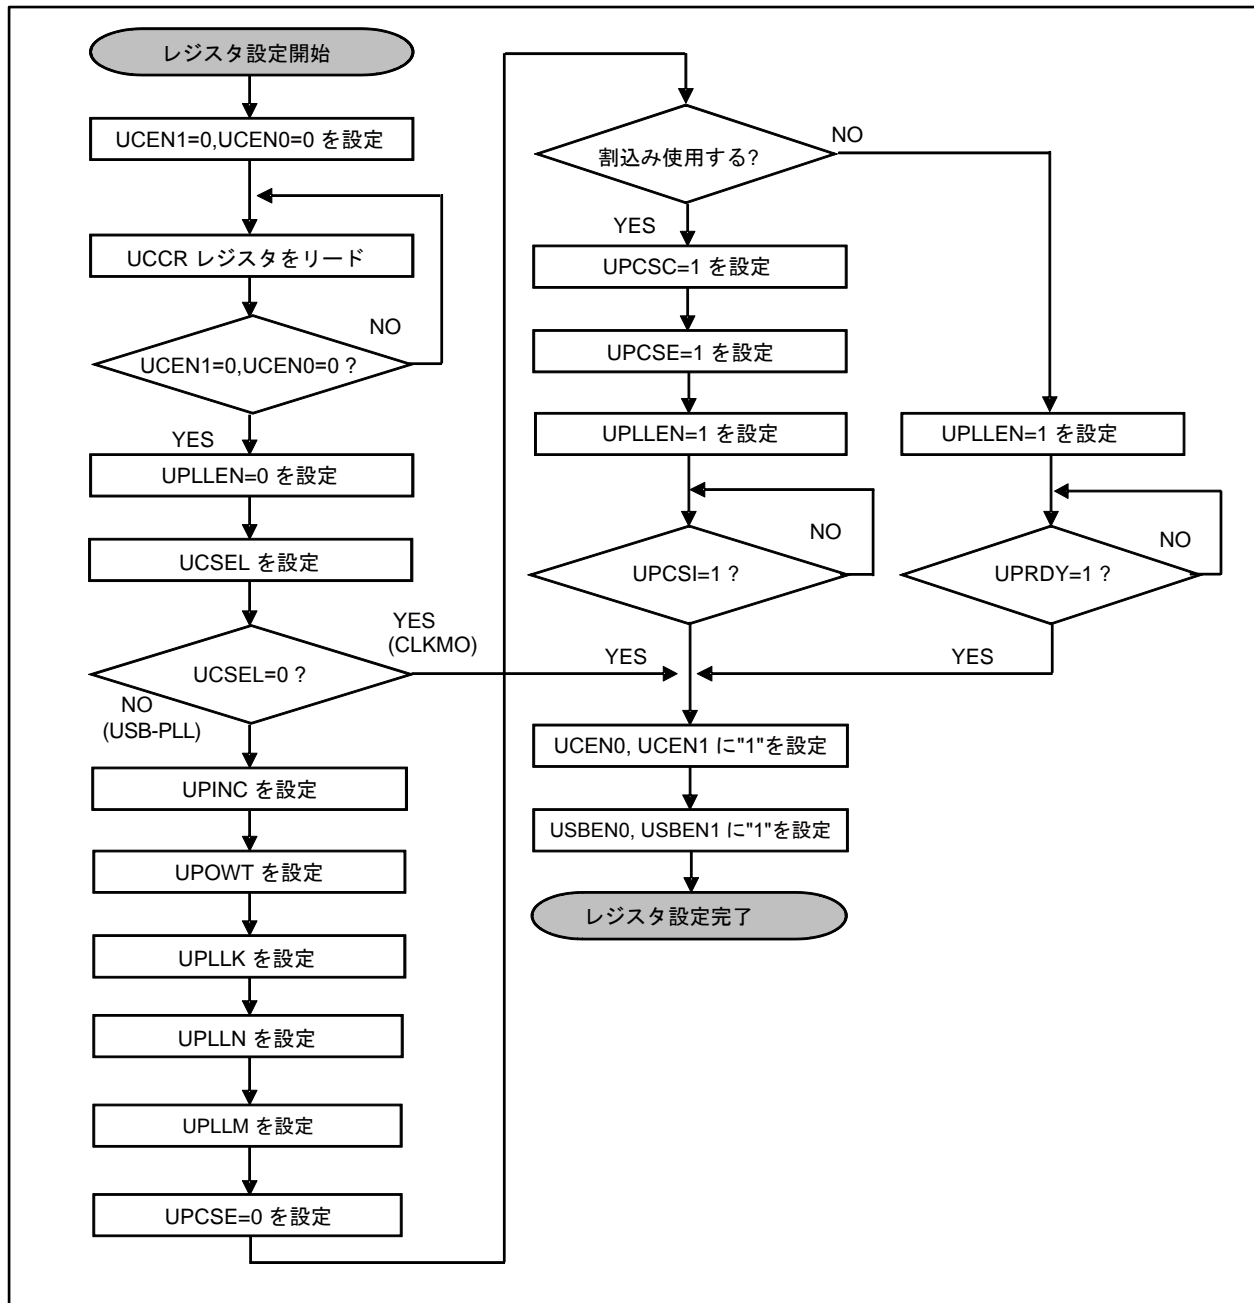 レジスタ設定開始
UCEN1=0,UCEN0=0 を設定
UCCR レジスタをリード
NO
UCEN1=0,UCEN0=0 ?
YES
UPLLEN=0 を設定
UCSEL を設定
YES
(CLKMO)
UCSEL=0 ?
NO
(USB-PLL)
UPINC を設定
UPOWT を設定
UPLLK を設定
UPLLN を設定
UPLLM を設定
UPCSE=0 を設定
割込み使用する?
NO
YES
UPCSC=1 を設定
UPCSE=1 を設定
UPLLEN=1 を設定
NO
UPCSI=1 ?
YES
UPLLEN=1 を設定
NO
UPRDY=1 ?
YES
UCEN0, UCEN1 に"1"を設定
USBEN0, USBEN1 に"1"を設定
レジスタ設定完了